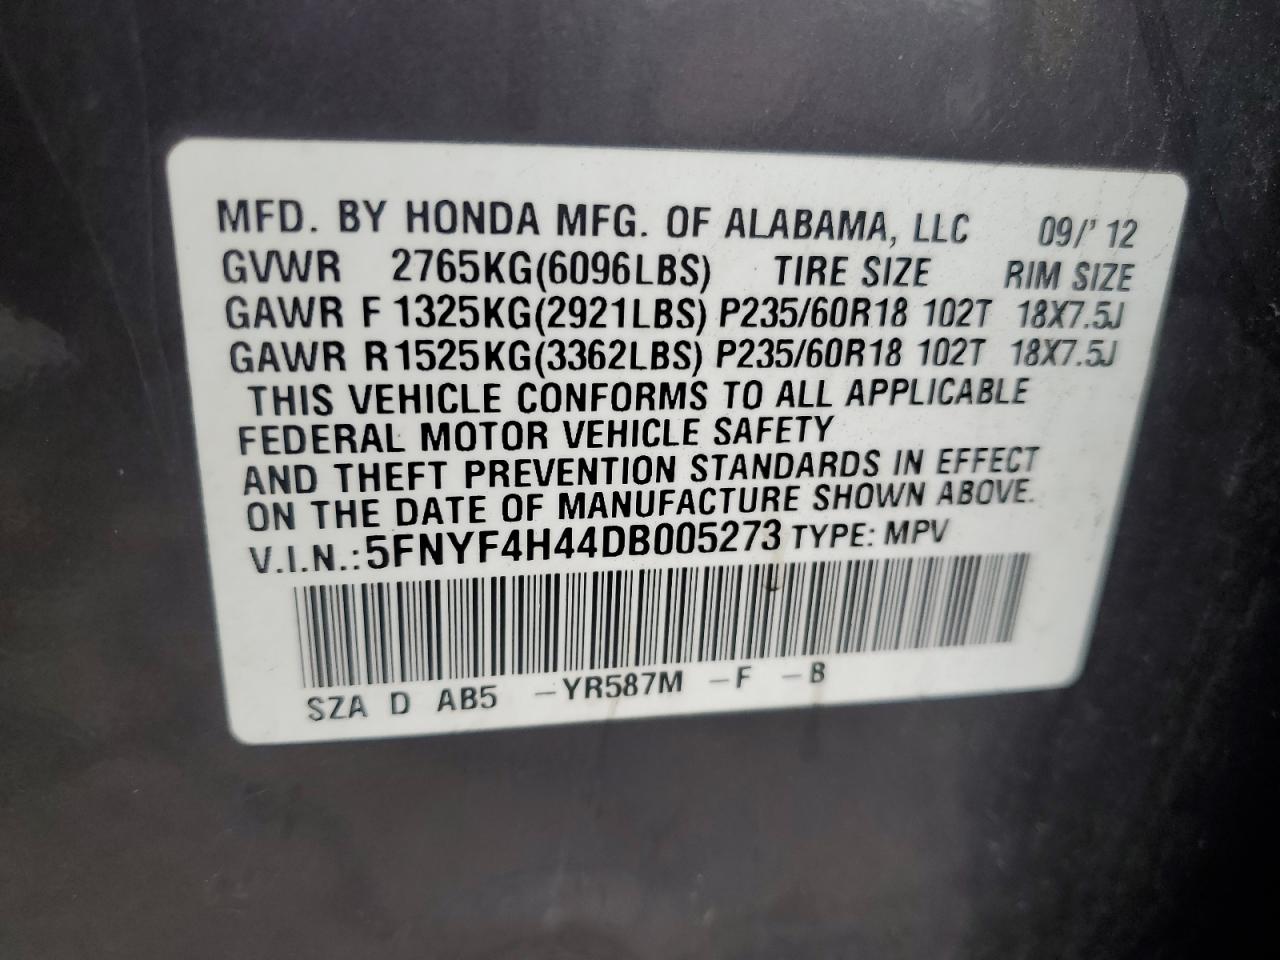 MFD. BY HONDA MFG. OF ALABAMA, LLC 09/' 12
GVWR 2765KG(6096LBS) TIRE SIZE RIM SIZE
GAWR F 1325KG(2921LBS) P235/60R18 102T 18X7.5J
GAWR R 1525KG(3362LBS) P235/60R18 102T 18X7.5J
THIS VEHICLE CONFORMS TO ALL APPLICABLE
FEDERAL MOTOR VEHICLE SAFETY
AND THEFT PREVENTION STANDARDS IN EFFECT
ON THE DATE OF MANUFACTURE SHOWN ABOVE.
V.I.N.: 5FNYF4H44DB005273 TYPE: MPV
SZA D AB5 –YR587M –F –B